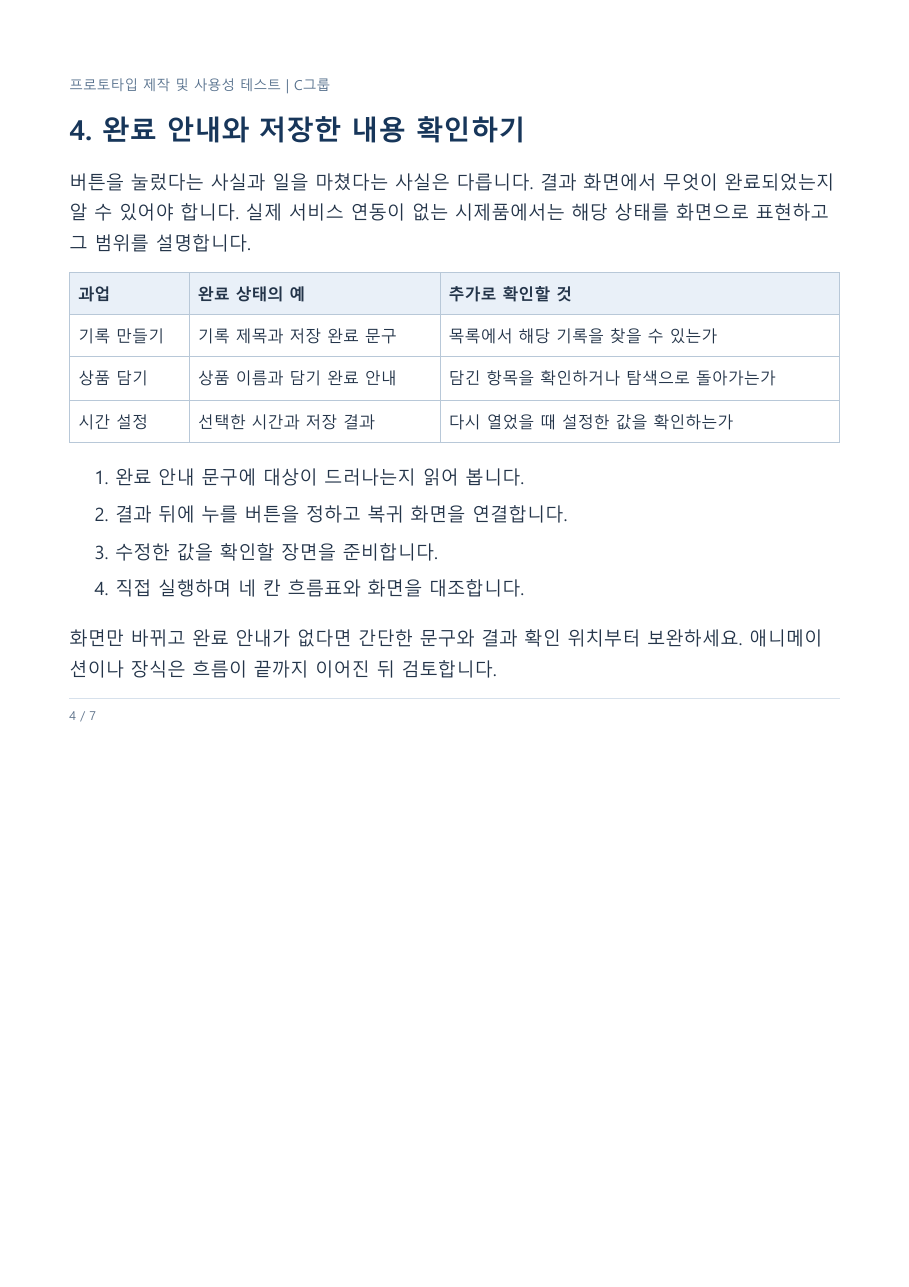 프로토타입 제작 및 사용성 테스트 | C그룹
4. 완료 안내와 저장한 내용 확인하기
버튼을 눌렀다는 사실과 일을 마쳤다는 사실은 다릅니다. 결과 화면에서 무엇이 완료되었는지
알 수 있어야 합니다. 실제 서비스 연동이 없는 시제품에서는 해당 상태를 화면으로 표현하고
그 범위를 설명합니다.
과업 완료 상태의 예 추가로 확인할 것
기록 만들기 기록 제목과 저장 완료 문구 목록에서 해당 기록을 찾을 수 있는가
상품 담기 상품 이름과 담기 완료 안내 담긴 항목을 확인하거나 탐색으로 돌아가는가
시간 설정 선택한 시간과 저장 결과 다시 열었을 때 설정한 값을 확인하는가
1. 완료 안내 문구에 대상이 드러나는지 읽어 봅니다.
2. 결과 뒤에 누를 버튼을 정하고 복귀 화면을 연결합니다.
3. 수정한 값을 확인할 장면을 준비합니다.
4. 직접 실행하며 네 칸 흐름표와 화면을 대조합니다.
화면만 바뀌고 완료 안내가 없다면 간단한 문구와 결과 확인 위치부터 보완하세요. 애니메이
션이나 장식은 흐름이 끝까지 이어진 뒤 검토합니다.
4 / 7